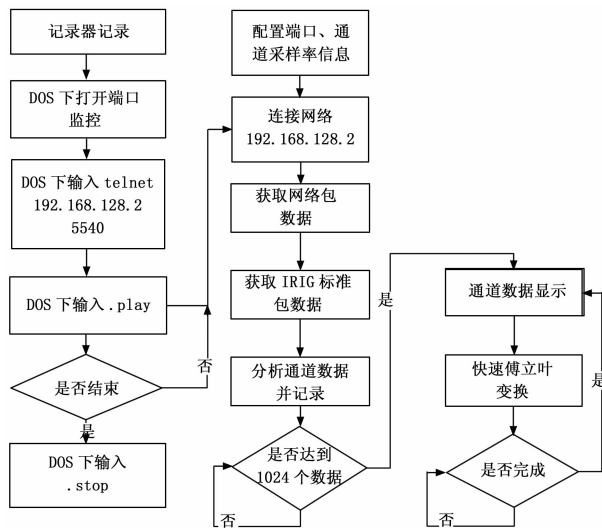 记录器记录
DOS 下打开端口
监控
DOS 下输入 telnet
192.168.128.2
5540
DOS 下输入.play
是否结束
否
是
DOS 下输入
.stop
配置端口、通
道采样率信息
连接网络
192.168.128.2
获取网络包
数据
获取 IRIG 标准
包数据
分析通道数据
并记录
是否达到
1024 个数据
否
是
通道数据显示
快速傅立叶
变换
是否完成
否
是